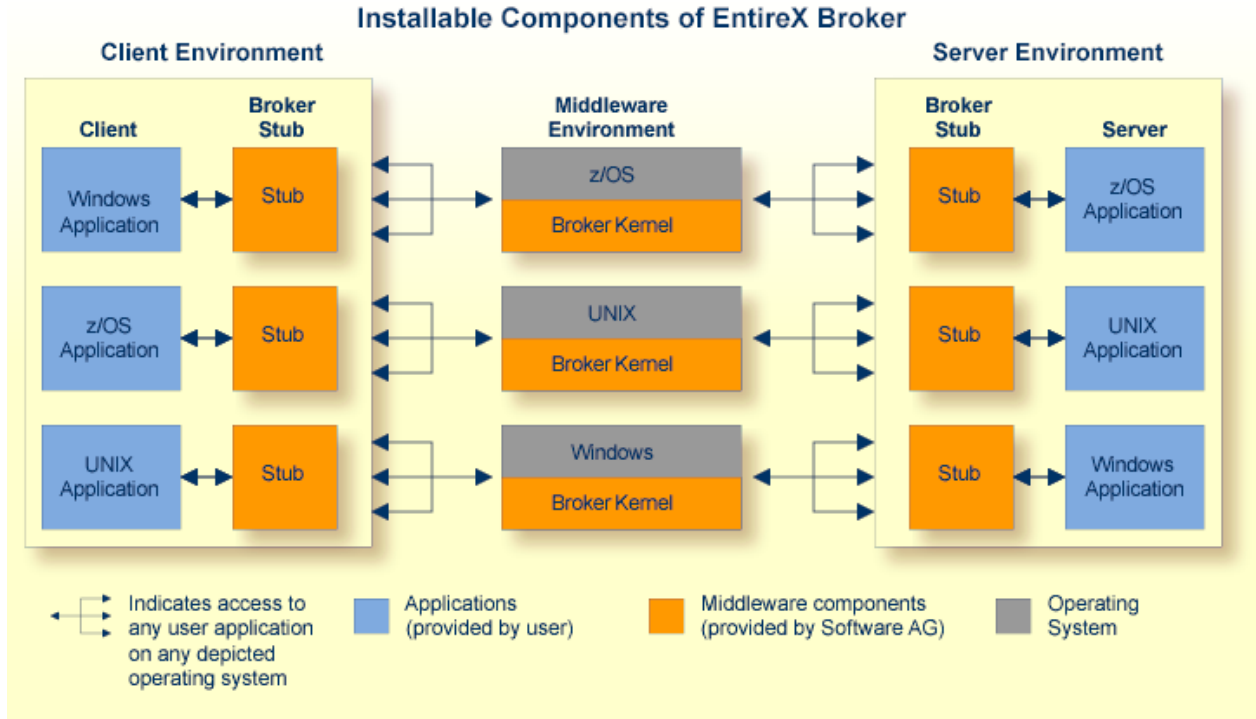 Installable Components of EntireX Broker
Client Environment
Server Environment
Client
Broker
Stub
Middleware
Environment
Broker
Stub
Server
Windows
Application
Stub
z/OS
Broker Kernel
Stub
z/OS
Application
z/OS
Application
Stub
UNIX
Broker Kernel
Stub
UNIX
Application
UNIX
Application
Stub
Windows
Broker Kernel
Stub
Windows
Application
Indicates access to
any user application
on any depicted
operating system
Applications
(provided by user)
Middleware components
(provided by Software AG)
Operating
System